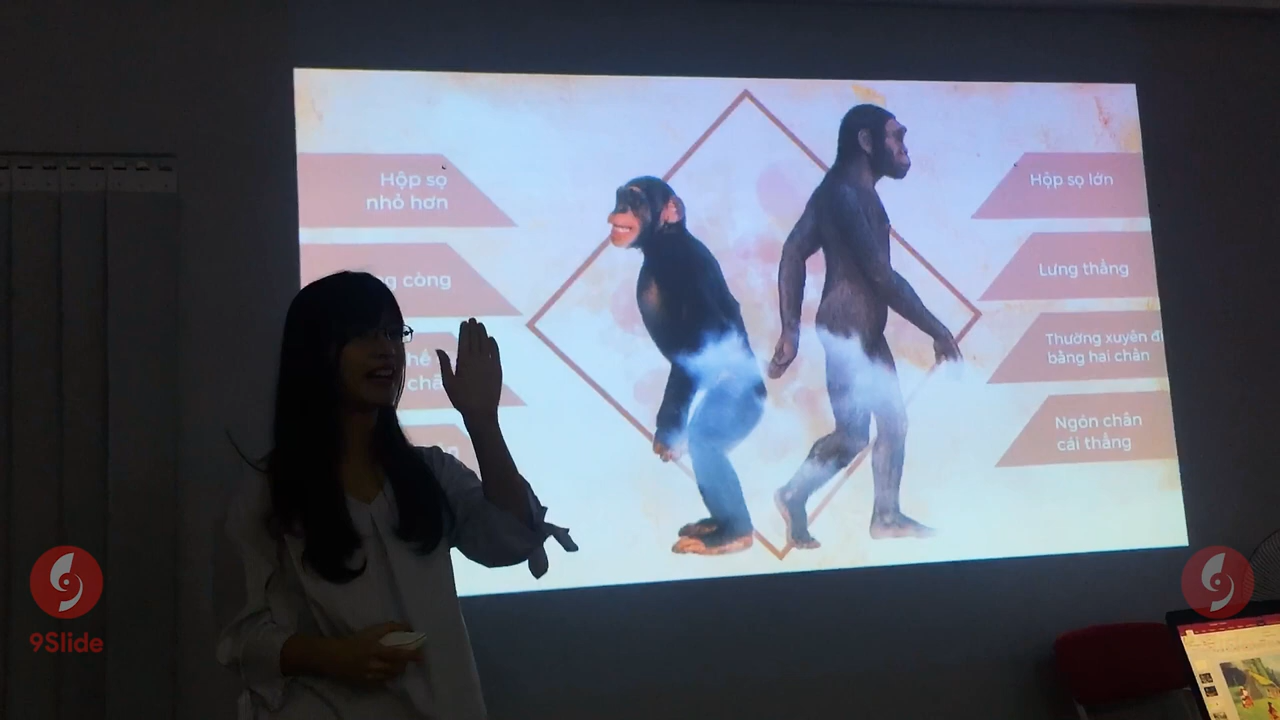 Hộp sọ
nhỏ hơn
còng
Hộp sọ lớn
Lưng thẳng
Thường xuyên đi
bằng hai chân
Ngón chân
cái thẳng
9Slide